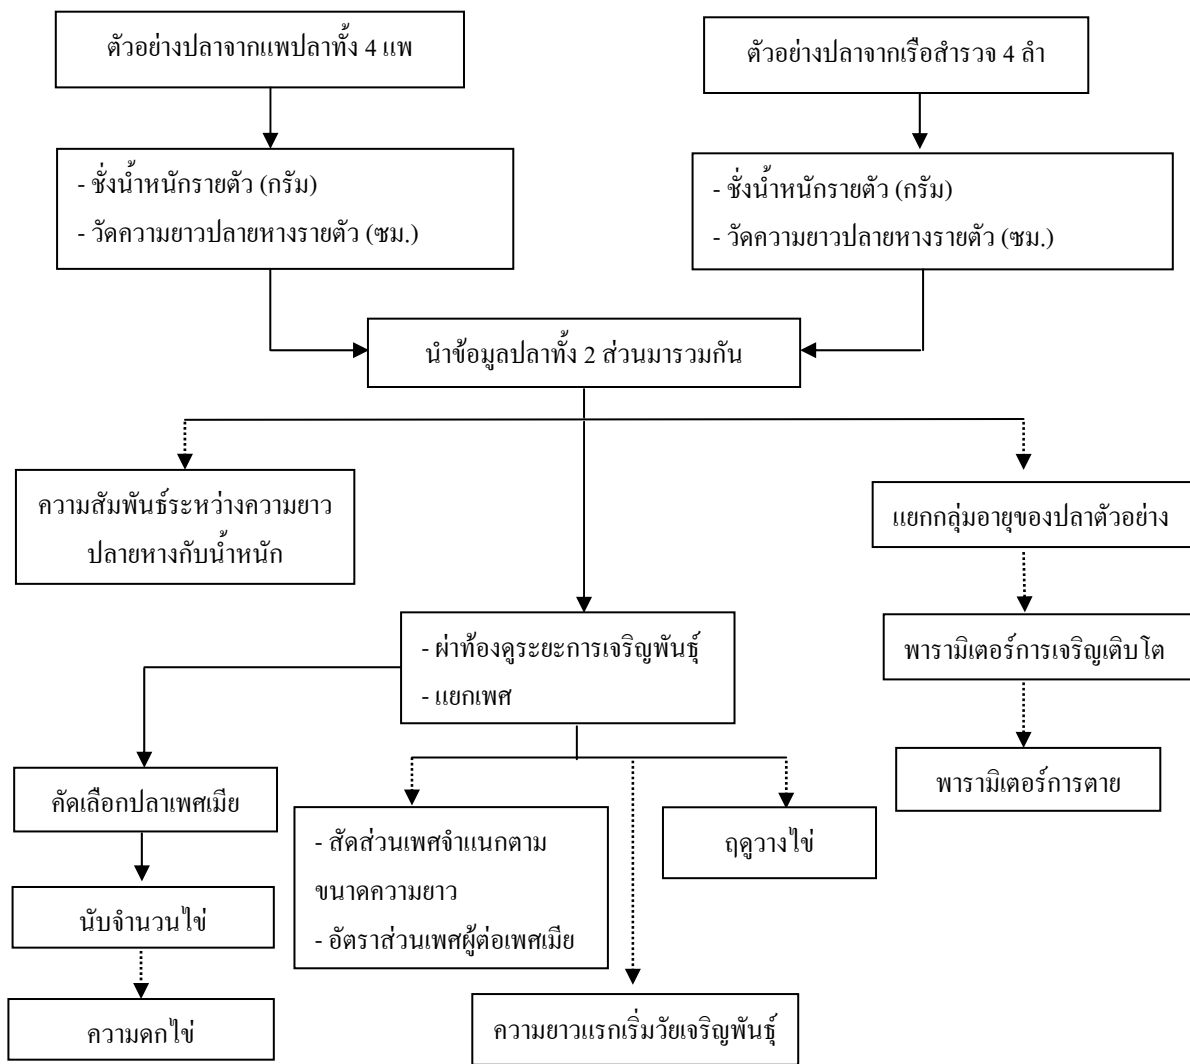 ตัวอย่างปลาจากแพปลาทั้ง 4 แพ
ตัวอย่างปลาจากเรือสำรวจ 4 ลำ
- ชั่งน้ำหนักรายตัว (กรัม)
- วัดความยาวปลายหางรายตัว (ซม.)
- ชั่งน้ำหนักรายตัว (กรัม)
- วัดความยาวปลายหางรายตัว (ซม.)
นำข้อมูลปลาทั้ง 2 ส่วนมารวมกัน
ความสัมพันธ์ระหว่างความยาว
ปลายหางกับน้ำหนัก
แยกกลุ่มอายุของปลาตัวอย่าง
- ผ่าท้องดูระยะการเจริญพันธุ์
- แยกเพศ
พารามิเตอร์การเจริญเติบโต
พารามิเตอร์การตาย
คัดเลือกปลาเพศเมีย
- สัดส่วนเพศจำแนกตาม
ขนาดความยาว
- อัตราส่วนเพศผู้ต่อเพศเมีย
ฤดูวางไข่
นับจำนวนไข่
ความดกไข่
ความยาวแรกเริ่มวัยเจริญพันธุ์